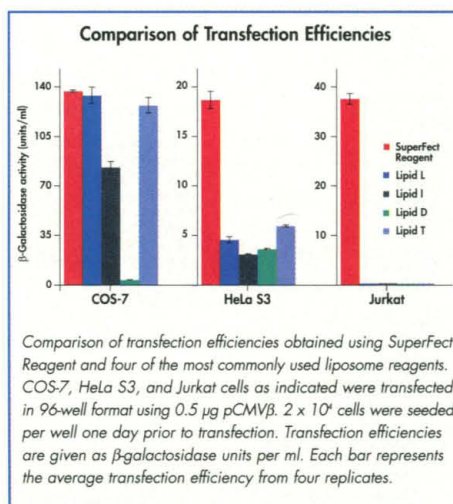 Comparison of Transfection Efficiencies
β-Galactosidase activity (units/ml)
140
135
70
35
0
COS-7
20
15
10
5
HeLa S3
40
30
20
10
Jurkat
SuperFect
Reagent
Lipid L
Lipid I
Lipid D
Lipid T
Comparison of transfection efficiencies obtained using SuperFect
Reagent and four of the most commonly used liposome reagents.
COS-7, HeLa S3, and Jurkat cells as indicated were transfected
in 96-well format using 0.5 µg pCMVβ. 2 x 10⁴ cells were seeded
per well one day prior to transfection. Transfection efficiencies
are given as β-galactosidase units per ml. Each bar represents
the average transfection efficiency from four replicates.